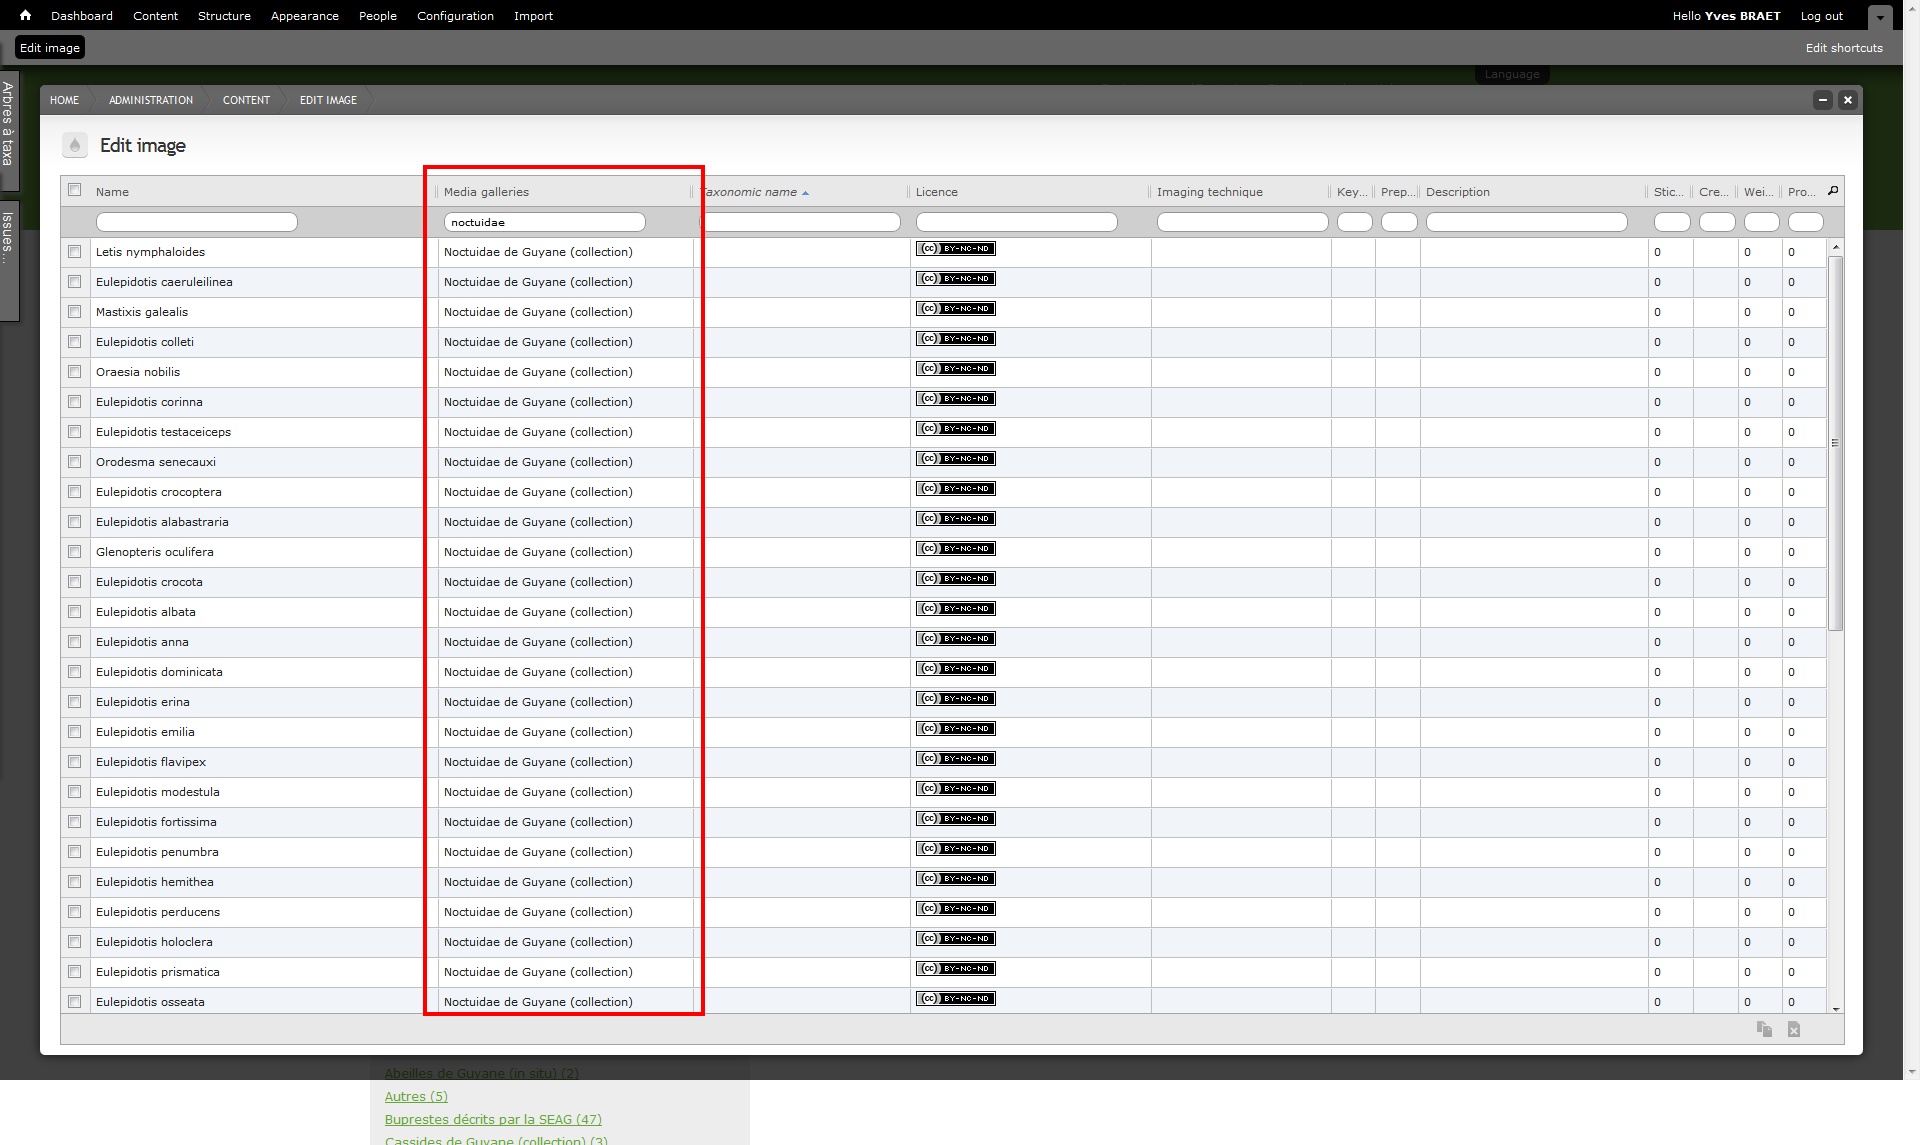 Dashboard Content Structure Appearance People Configuration Import Hello Yves BRAET Log out
Edit image Edit shortcuts
Language
Arbres à taxa
Issues...
HOME ADMINISTRATION CONTENT EDIT IMAGE
Edit image
Name Media galleries Taxonomic name Licence Imaging technique Key... Prep... Description Stic... Cre... Wei... Pro...
noctuidae
Letis nymphaloides Noctuidae de Guyane (collection) (cc) BY-NC-ND 0 0 0
Eulepidotis caeruleilinea Noctuidae de Guyane (collection) (cc) BY-NC-ND 0 0 0
Mastixis galealis Noctuidae de Guyane (collection) (cc) BY-NC-ND 0 0 0
Eulepidotis colleti Noctuidae de Guyane (collection) (cc) BY-NC-ND 0 0 0
Oraesia nobilis Noctuidae de Guyane (collection) (cc) BY-NC-ND 0 0 0
Eulepidotis corinna Noctuidae de Guyane (collection) (cc) BY-NC-ND 0 0 0
Eulepidotis testaceiceps Noctuidae de Guyane (collection) (cc) BY-NC-ND 0 0 0
Orodesma senecauxi Noctuidae de Guyane (collection) (cc) BY-NC-ND 0 0 0
Eulepidotis crocoptera Noctuidae de Guyane (collection) (cc) BY-NC-ND 0 0 0
Eulepidotis alabastraria Noctuidae de Guyane (collection) (cc) BY-NC-ND 0 0 0
Glenopteris oculifera Noctuidae de Guyane (collection) (cc) BY-NC-ND 0 0 0
Eulepidotis crocota Noctuidae de Guyane (collection) (cc) BY-NC-ND 0 0 0
Eulepidotis albata Noctuidae de Guyane (collection) (cc) BY-NC-ND 0 0 0
Eulepidotis anna Noctuidae de Guyane (collection) (cc) BY-NC-ND 0 0 0
Eulepidotis dominicata Noctuidae de Guyane (collection) (cc) BY-NC-ND 0 0 0
Eulepidotis erina Noctuidae de Guyane (collection) (cc) BY-NC-ND 0 0 0
Eulepidotis emilia Noctuidae de Guyane (collection) (cc) BY-NC-ND 0 0 0
Eulepidotis flavipex Noctuidae de Guyane (collection) (cc) BY-NC-ND 0 0 0
Eulepidotis modestula Noctuidae de Guyane (collection) (cc) BY-NC-ND 0 0 0
Eulepidotis fortissima Noctuidae de Guyane (collection) (cc) BY-NC-ND 0 0 0
Eulepidotis penumbra Noctuidae de Guyane (collection) (cc) BY-NC-ND 0 0 0
Eulepidotis hemithea Noctuidae de Guyane (collection) (cc) BY-NC-ND 0 0 0
Eulepidotis perducens Noctuidae de Guyane (collection) (cc) BY-NC-ND 0 0 0
Eulepidotis holoclera Noctuidae de Guyane (collection) (cc) BY-NC-ND 0 0 0
Eulepidotis prismatica Noctuidae de Guyane (collection) (cc) BY-NC-ND 0 0 0
Eulepidotis osseata Noctuidae de Guyane (collection) (cc) BY-NC-ND 0 0 0
Abeilles de Guyane (in situ) (2)
Autres (5)
Buprestes décrits par la SEAG (47)
Cassides de Guyane (collection) (3)